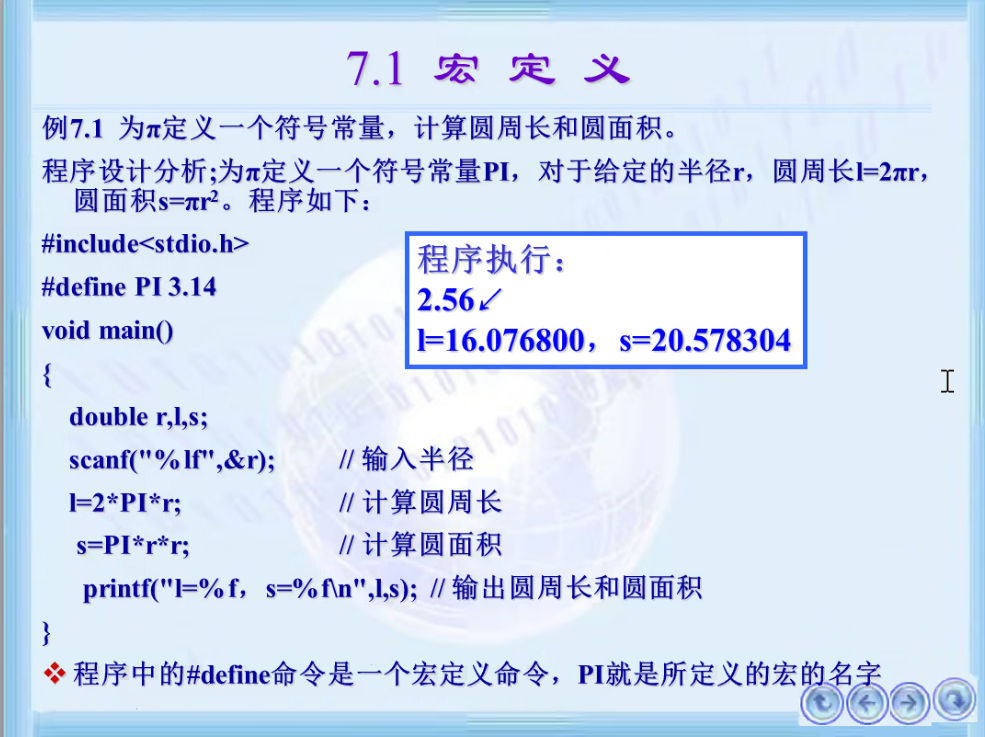 7.1 宏 定 义
例7.1 为π定义一个符号常量，计算圆周长和圆面积。
程序设计分析;为π定义一个符号常量PI，对于给定的半径r，圆周长l=2πr，
圆面积s=πr²。程序如下：
#include<stdio.h>
#define PI 3.14
void main()
{
double r,l,s;
scanf("%lf",&r); // 输入半径
l=2*PI*r; // 计算圆周长
s=PI*r*r; // 计算圆面积
printf("l=%f，s=%f\n",l,s); // 输出圆周长和圆面积
}
程序执行：
2.56↙
l=16.076800，s=20.578304
❖程序中的#define命令是一个宏定义命令，PI就是所定义的宏的名字